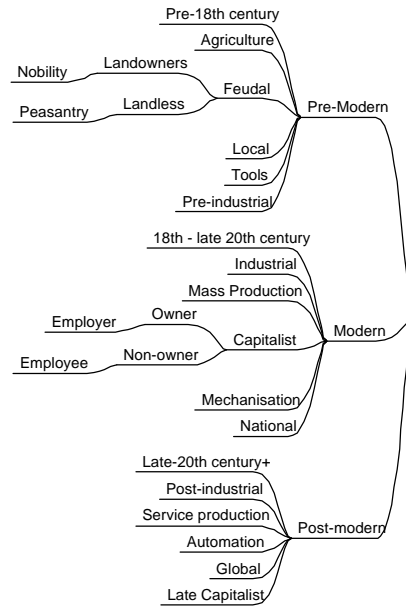 Pre-18th century
Agriculture
Nobility
Landowners
Feudal
Peasantry
Landless
Pre-Modern
Local
Tools
Pre-industrial
18th - late 20th century
Industrial
Mass Production
Employer
Owner
Capitalist
Modern
Employee
Non-owner
Mechanisation
National
Late-20th century+
Post-industrial
Service production
Post-modern
Automation
Global
Late Capitalist